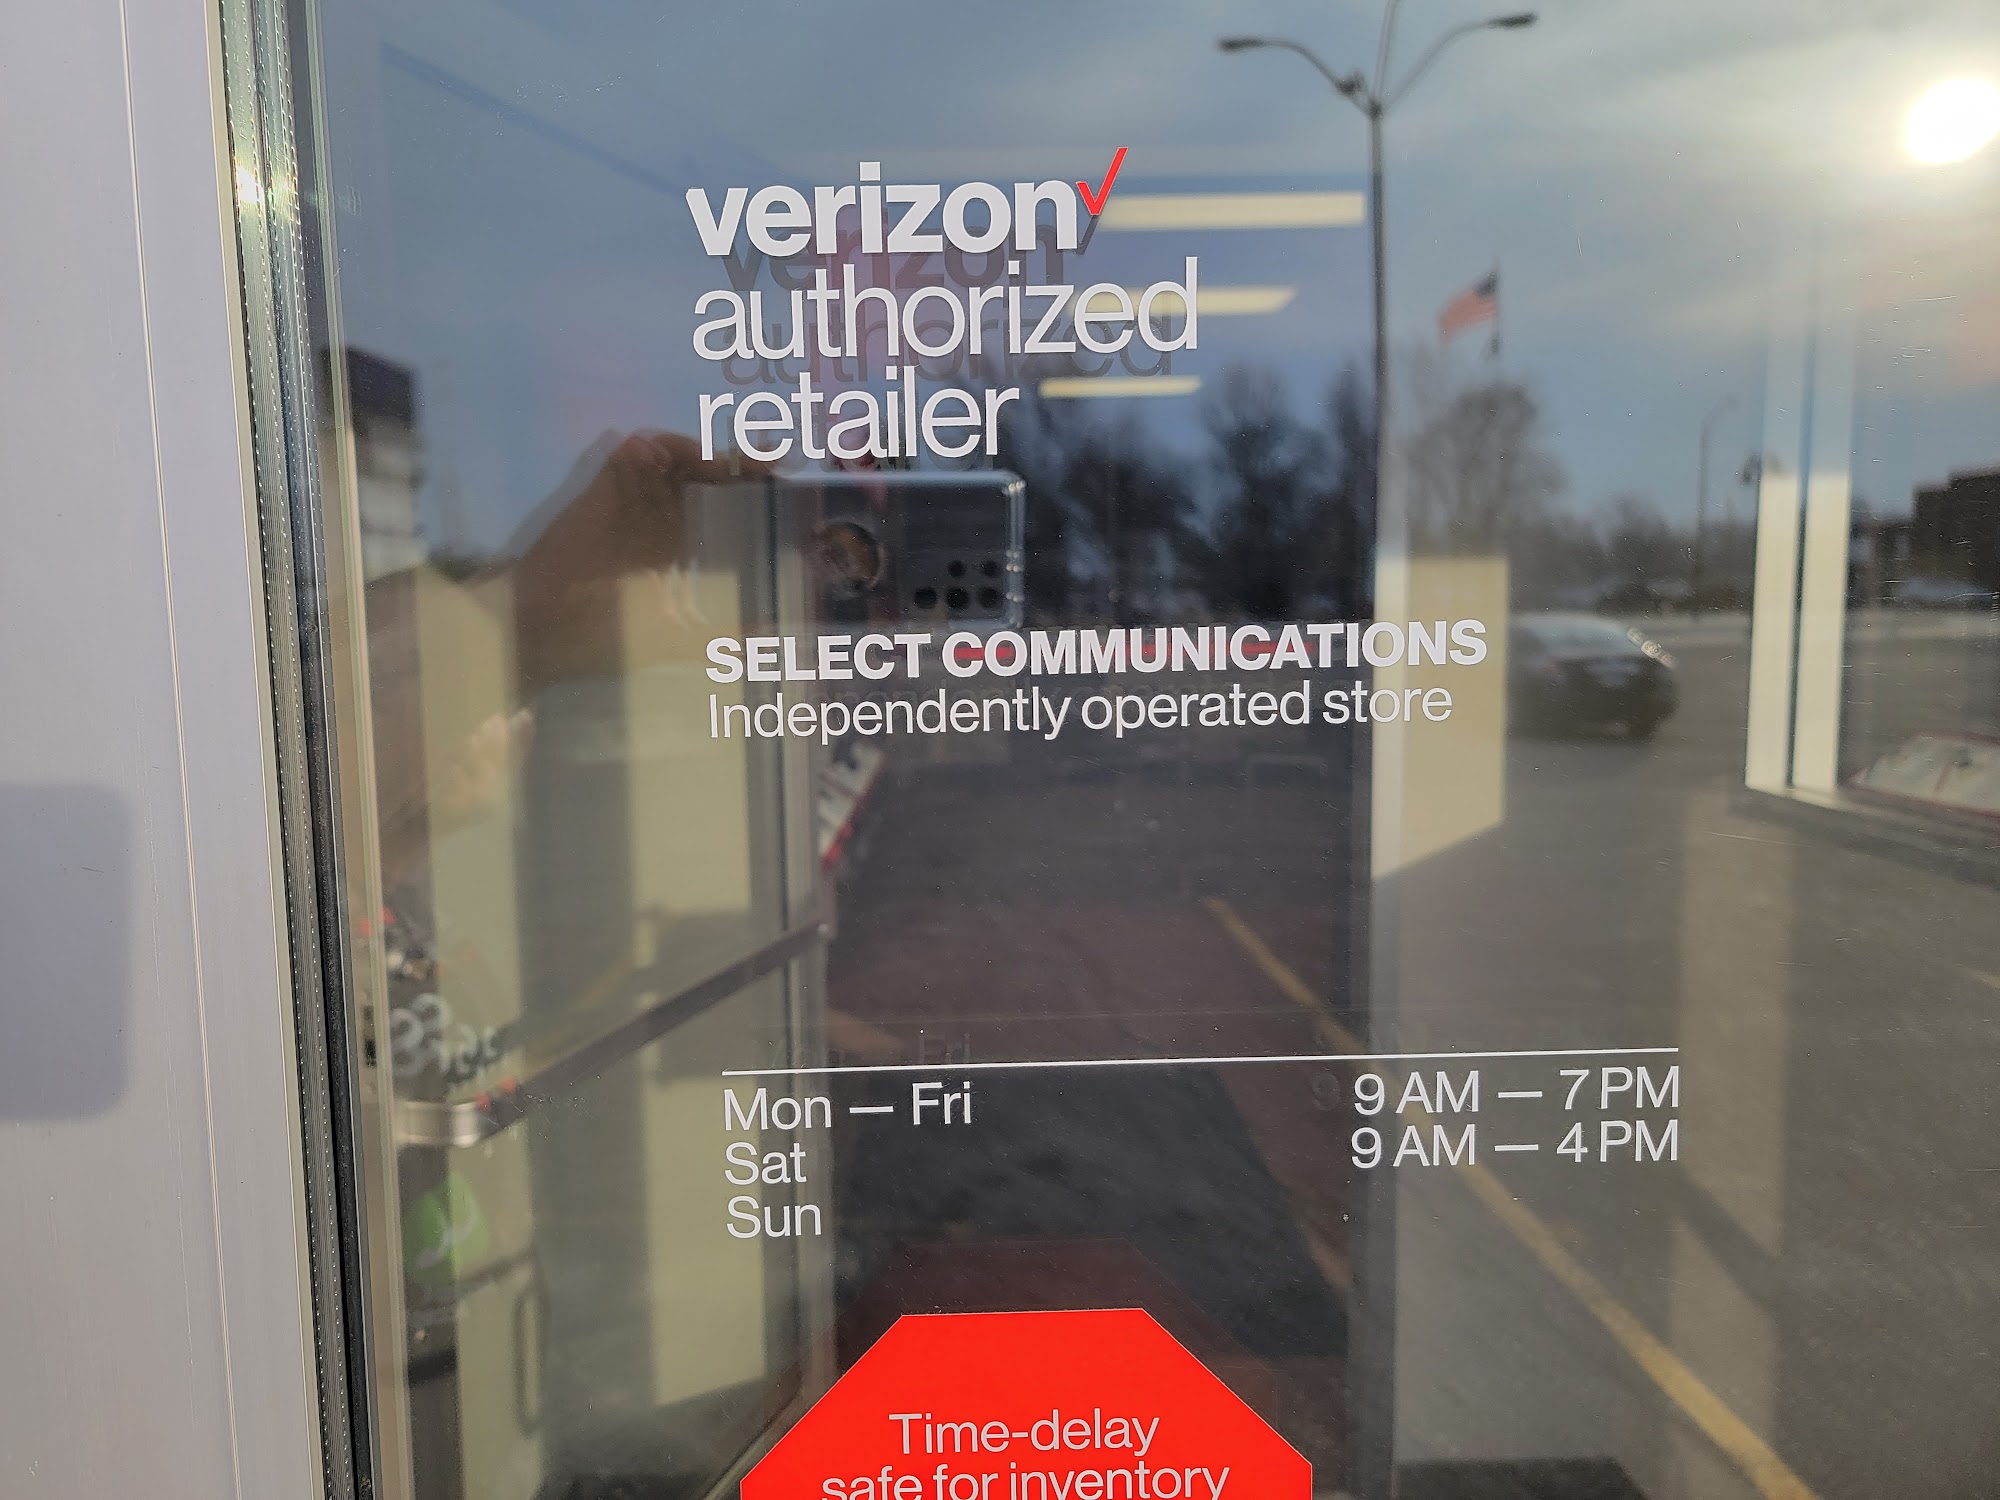 verizon
authorized
retailer
SELECT COMMUNICATIONS
Independently operated store
Mon — Fri 9 AM — 7 PM
Sat 9 AM — 4 PM
Sun
Time-delay
safe for inventory